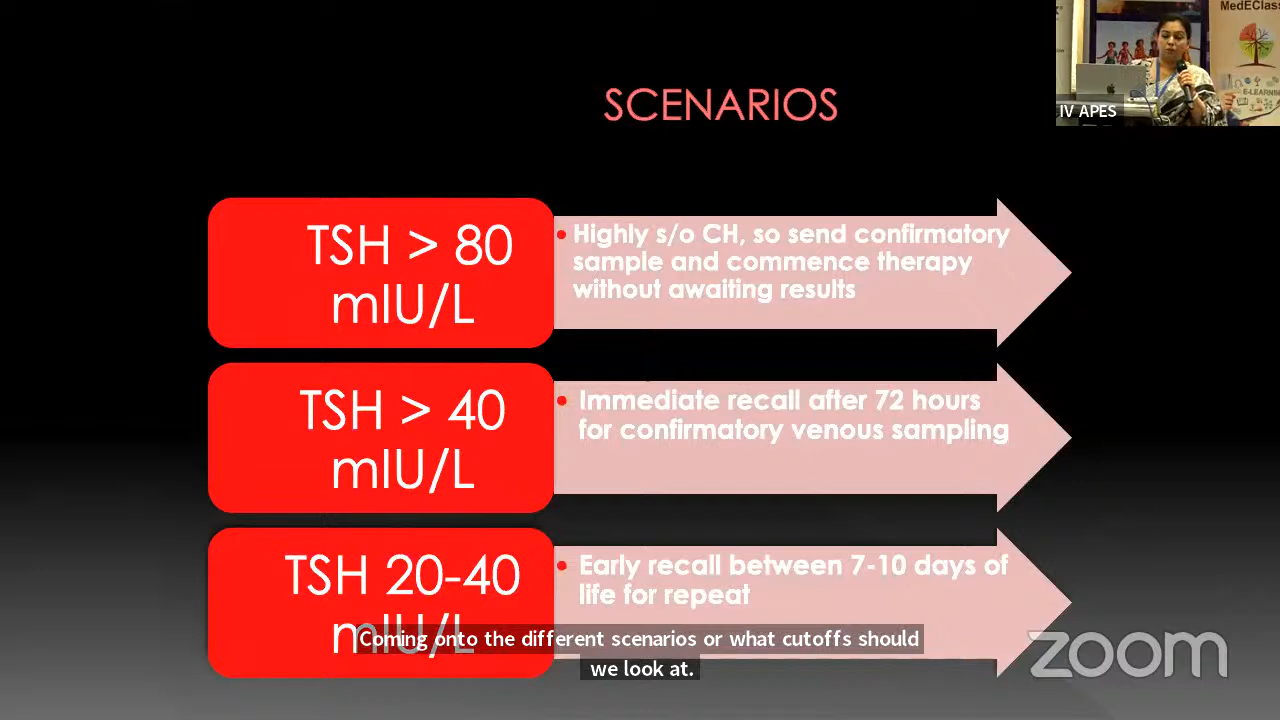 MedEClass
E-LEARNING
IV APES
SCENARIOS
TSH > 80
mIU/L
• Highly s/o CH, so send confirmatory
sample and commence therapy
without awaiting results
TSH > 40
mIU/L
• Immediate recall after 72 hours
for confirmatory venous sampling
TSH 20-40
mIU/L
• Early recall between 7-10 days of
life for repeat
Coming onto the different scenarios or what cutoffs should
we look at.
zoom